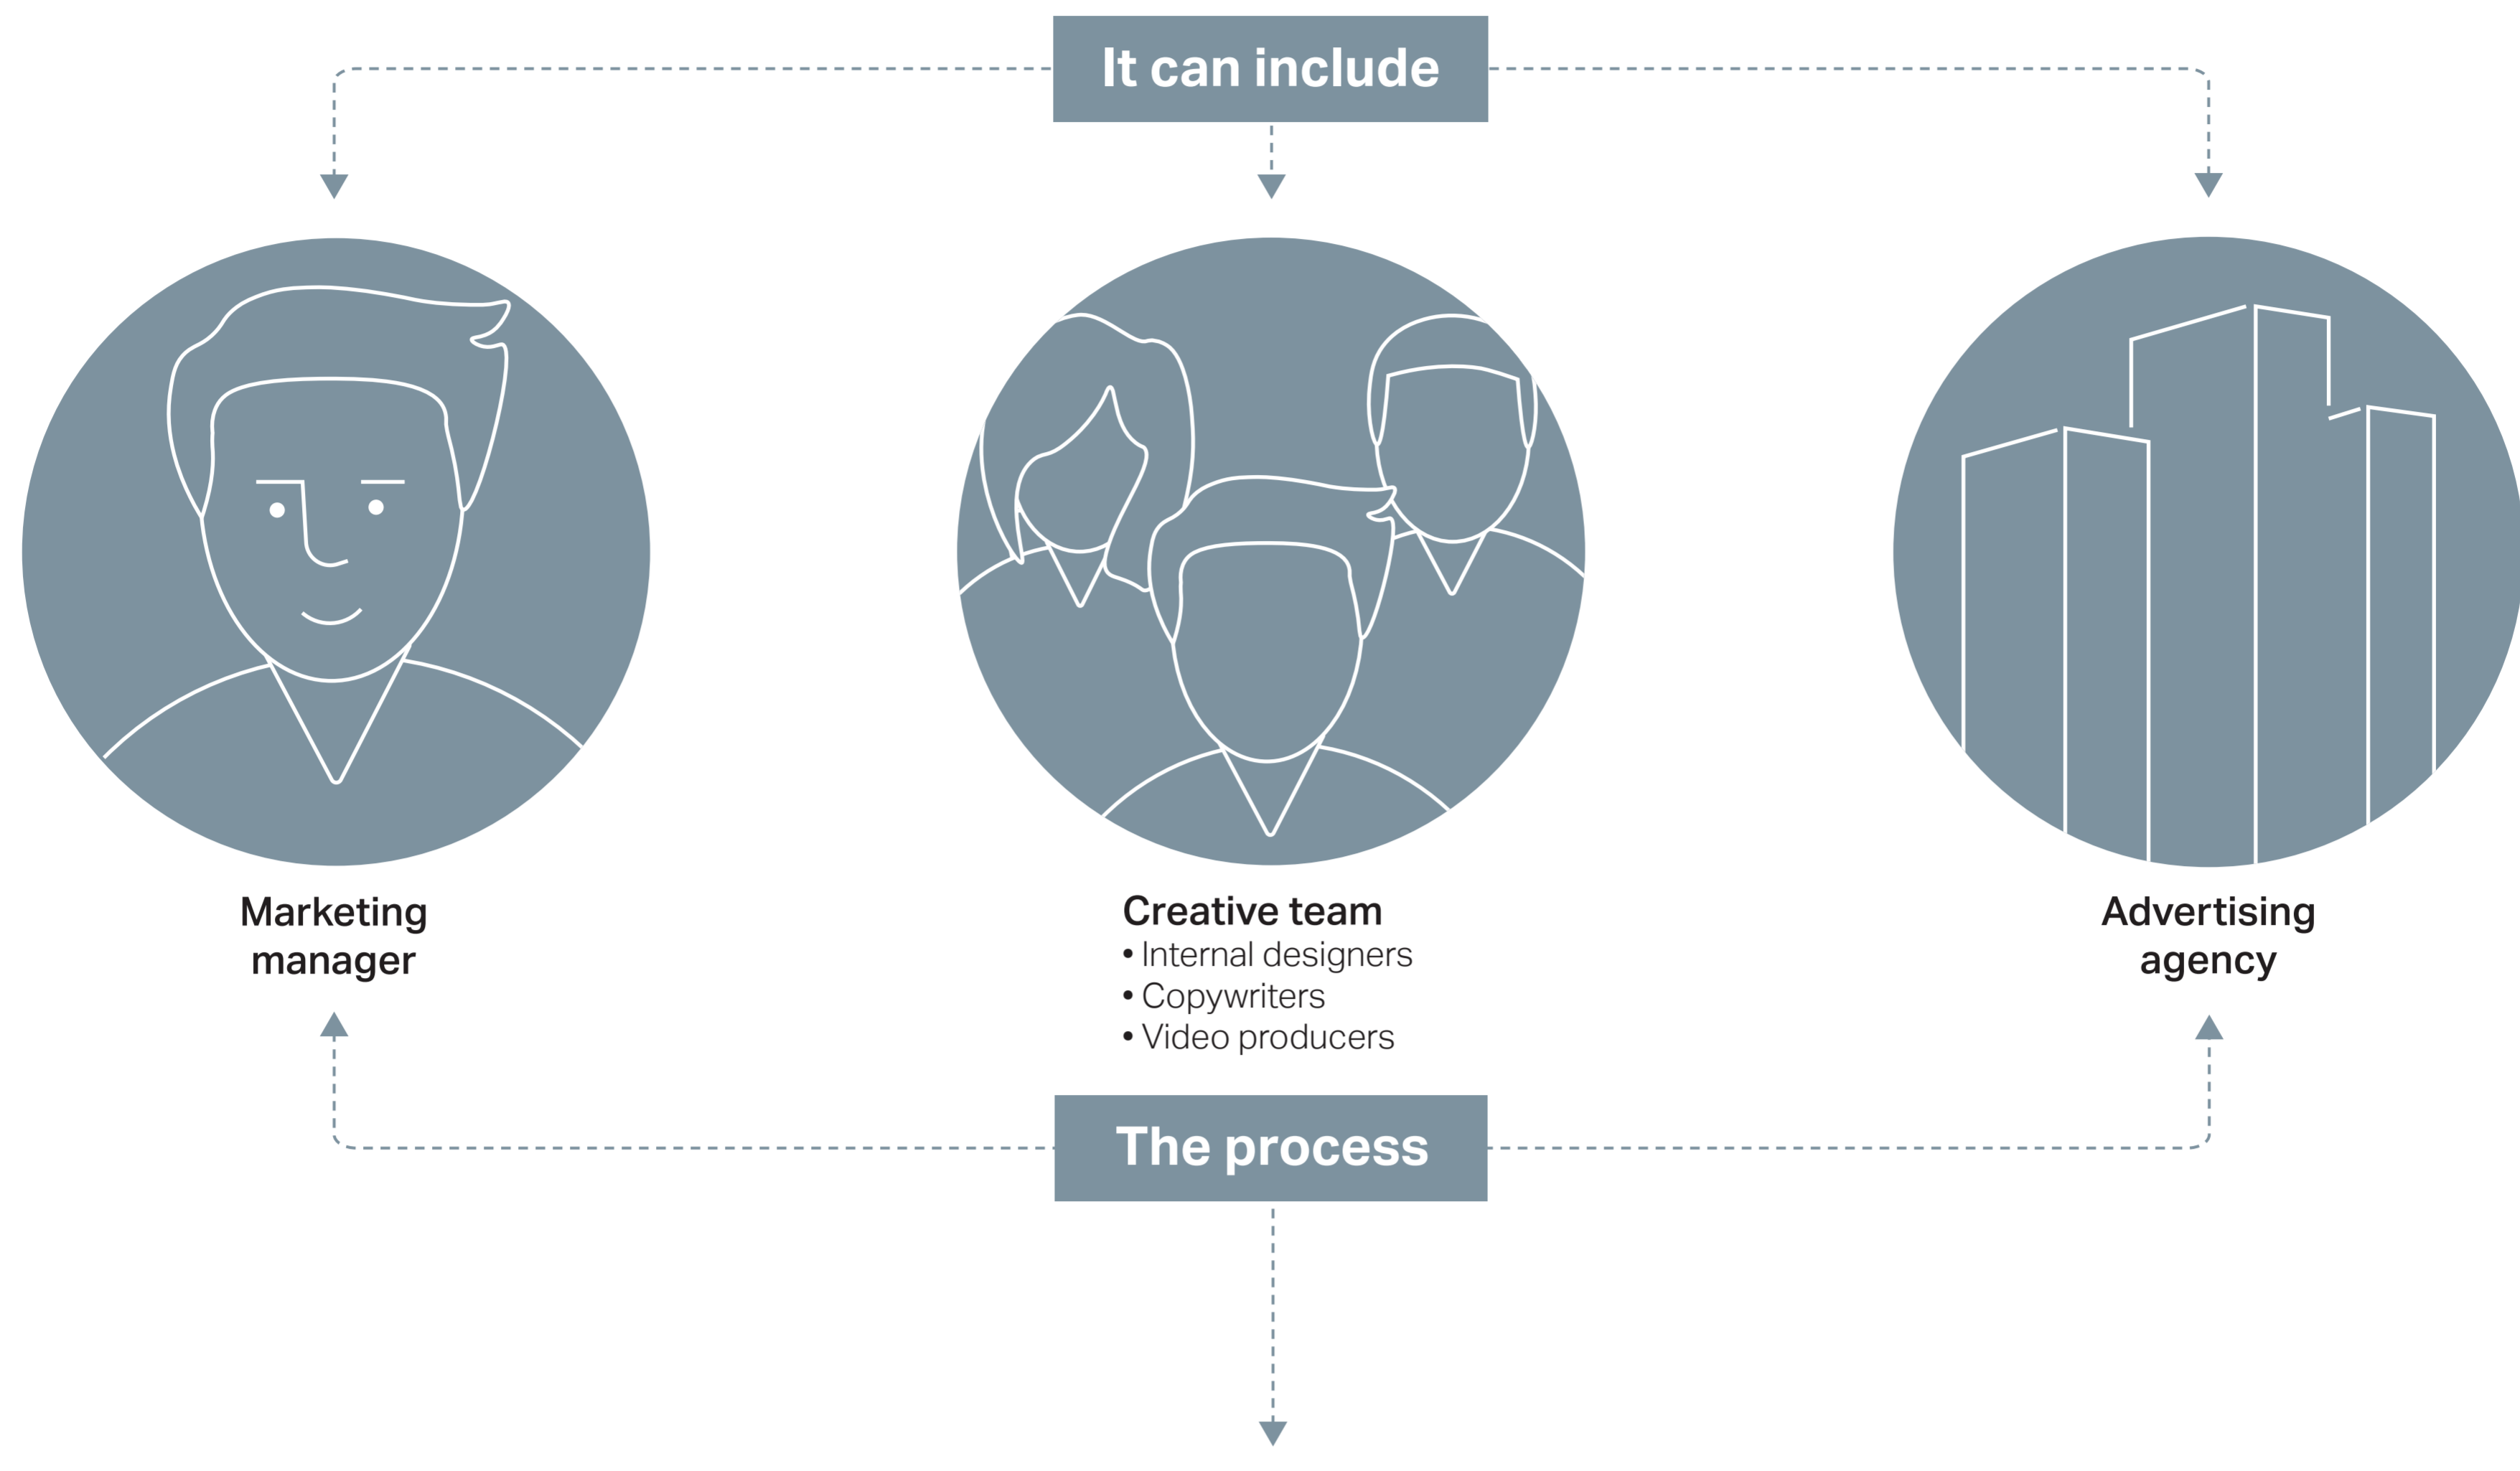 It can include
Marketing
manager
Creative team
• Internal designers
• Copywriters
• Video producers
Advertising
agency
The process